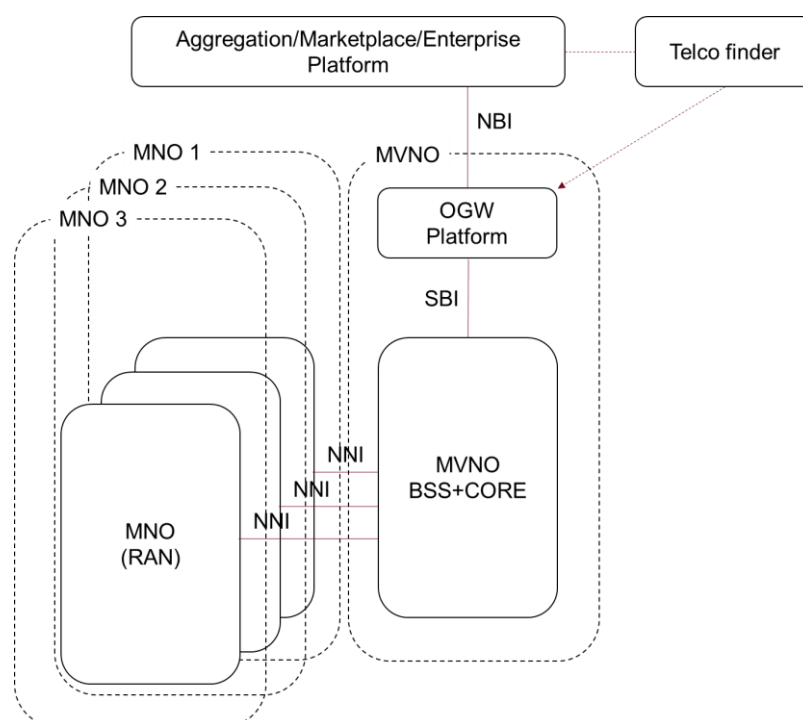 Aggregation/Marketplace/Enterprise
Platform
Telco finder
NBI
MNO 1
MVNO
MNO 2
MNO 3
OGW
Platform
SBI
NNI
NNI
NNI
MVNO
BSS+CORE
MNO
(RAN)